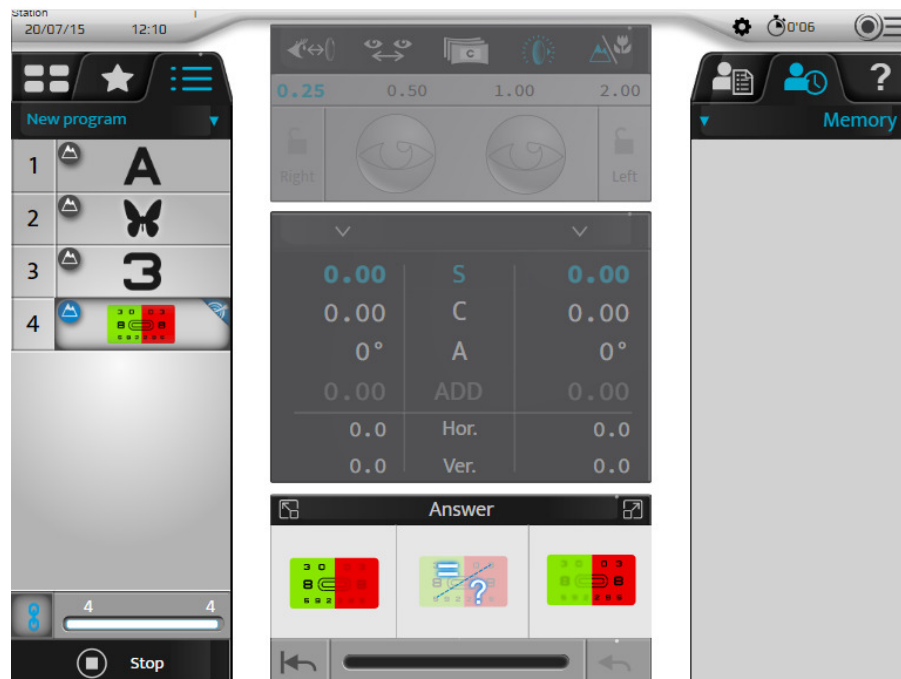 Station
20/07/15 12:10
0'06
New program
Memory
1 A
2
3 3
4
C
0.25 0.50 1.00 2.00
Right Left
0.00 S 0.00
0.00 C 0.00
0° A 0°
0.00 ADD 0.00
0.0 Hor. 0.0
0.0 Ver. 0.0
Answer
?
4 4
Stop